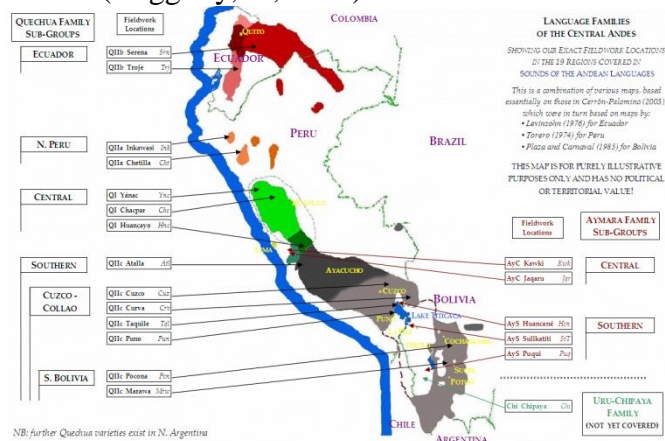 QUECHUA FAMILY
SUB-GROUPS
Fieldwork
Locations
ECUADOR
QIIb Serena Srn
QIIb Troje Trj
N. PERU
QIIa Inkawasi Ink
QIIa Chetilla Cht
CENTRAL
QI Yénac Ync
QI Chacpar Chc
QI Huancayo Hnc
SOUTHERN
QIIc Atalla Atl
CUZCO -
COLLAO
QIIc Cuzco Cuz
QIIc Curva Crv
QIIc Taquile Tql
QIIc Puno Pun
S. BOLIVIA
QIIc Pocona Pcn
QIIc Marawa Mrw
NB: further Quechua varieties exist in N. Argentina
COLOMBIA
QUITO
ECUADOR
PERU
BRAZIL
LIMA
AYACUCHO
CUZCO
BOLIVIA
PUNO
LAKE TITICACA
COCHABAMBA
SUCRE
POTOSÍ
CHILE
ARGENTINA
LANGUAGE FAMILIES
OF THE CENTRAL ANDES
SHOWING OUR EXACT FIELDWORK LOCATIONS
IN THE 19 REGIONS COVERED IN
SOUNDS OF THE ANDEAN LANGUAGES
This is a combination of various maps, based
essentially on those in Cerrón-Palomino (2003)
which were in turn based on maps by:
• Levinsohn (1976) for Ecuador
• Torero (1974) for Peru
• Plaza and Carvajal (1985) for Bolivia
THIS MAP IS FOR PURELY ILLUSTRATIVE
PURPOSES ONLY AND HAS NO POLITICAL
OR TERRITORIAL VALUE!
Fieldwork
Locations
AYMARA FAMILY
SUB-GROUPS
AyC Kawki Kwk
AyC Jaqaru Jqr
CENTRAL
AyS Huancané Hcn
AyS Sullkatiti SlT
AyS Puqui Puq
SOUTHERN
Chi Chipaya Chi
URU-CHIPAYA
FAMILY
(NOT YET COVERED)